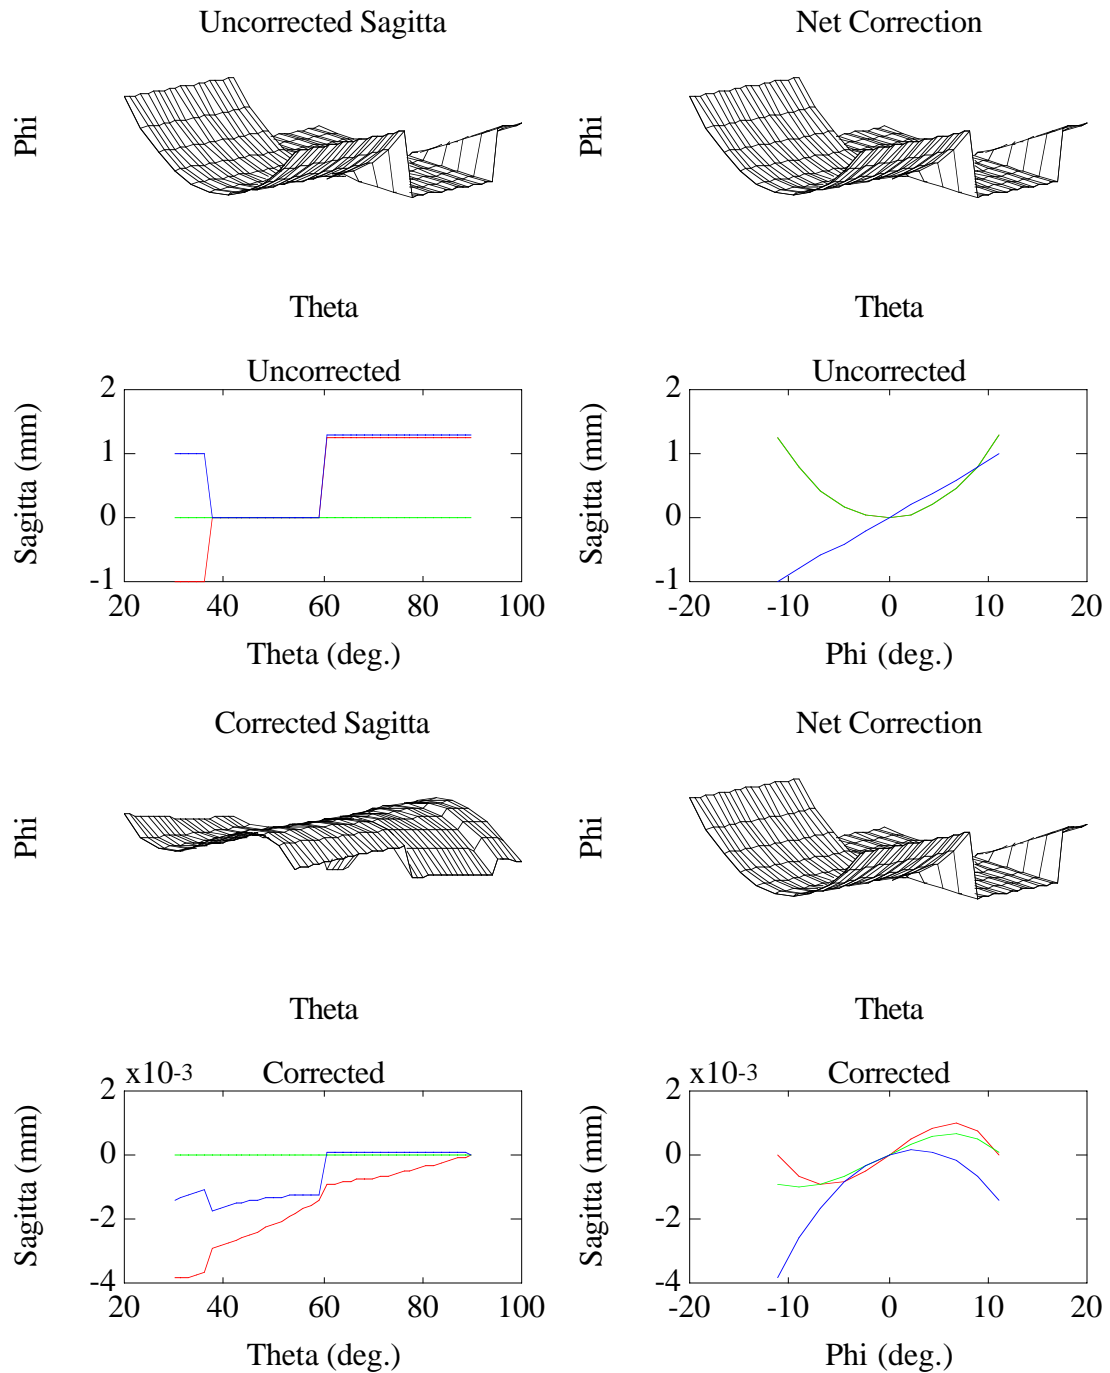 Uncorrected Sagitta
Net Correction
Phi
Phi
Theta
Theta
Uncorrected
Uncorrected
Sagitta (mm)
2
1
0
-1
20 40 60 80 100
Theta (deg.)
Sagitta (mm)
2
1
0
-1
-20 -10 0 10 20
Phi (deg.)
Corrected Sagitta
Net Correction
Phi
Phi
Theta
Theta
x10-3 Corrected
Sagitta (mm)
2
0
-2
-4
20 40 60 80 100
Theta (deg.)
x10-3 Corrected
Sagitta (mm)
2
0
-2
-4
-20 -10 0 10 20
Phi (deg.)